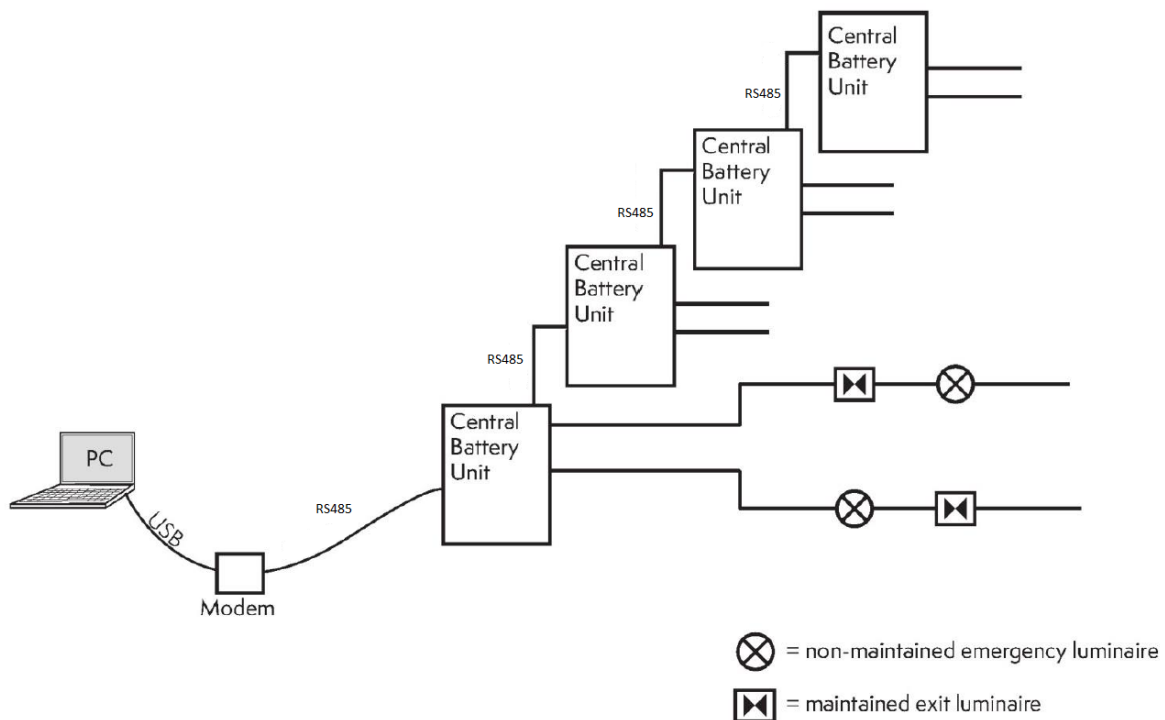 Central
Battery
Unit
RS485
Central
Battery
Unit
RS485
Central
Battery
Unit
RS485
Central
Battery
Unit
PC
RS485
USB
Modem
= non-maintained emergency luminaire
= maintained exit luminaire